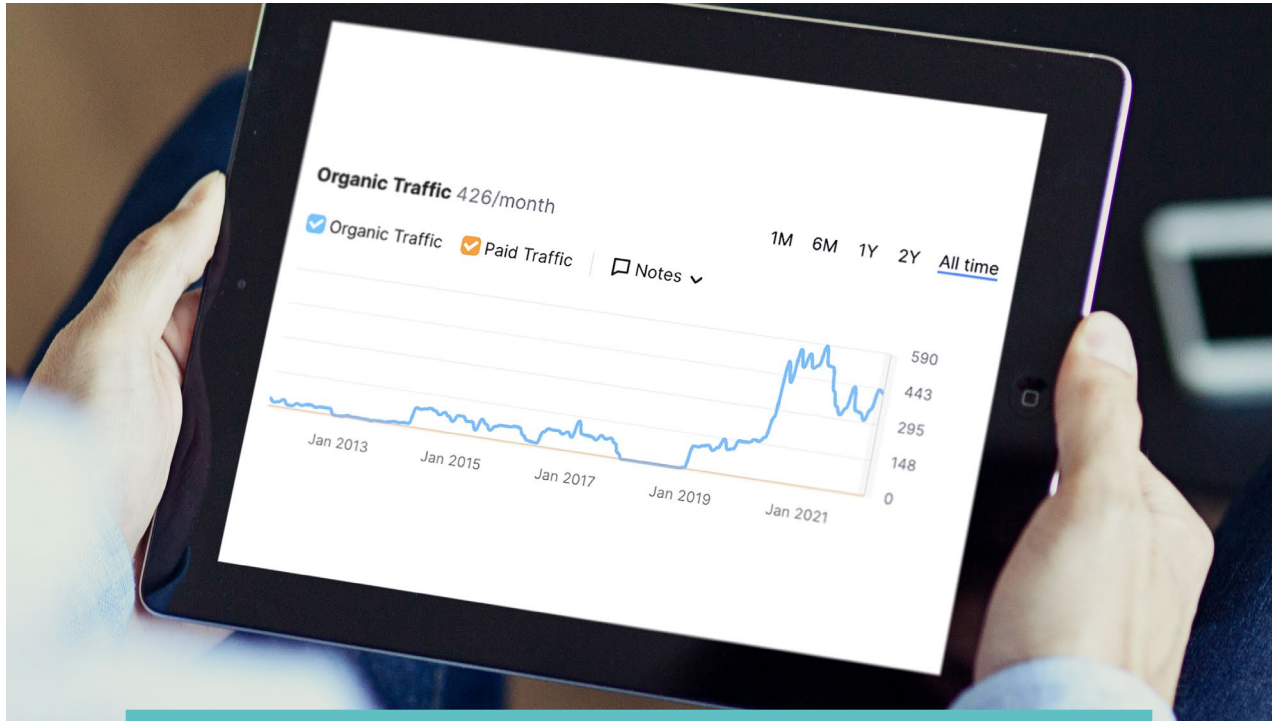 Organic Traffic 426/month
Organic Traffic Paid Traffic Notes
1M 6M 1Y 2Y All time
590
443
295
148
0
Jan 2013 Jan 2015 Jan 2017 Jan 2019 Jan 2021